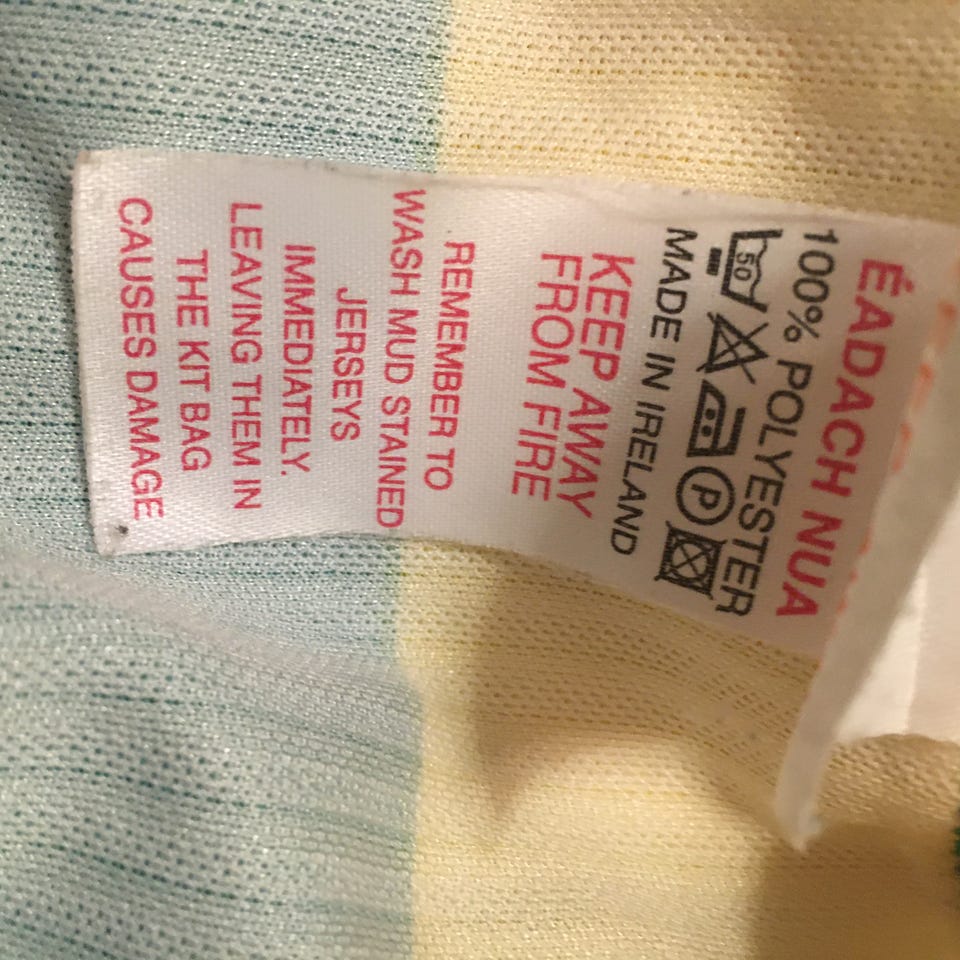 ÉADACH NUA
100% POLYESTER
50 P
MADE IN IRELAND
KEEP AWAY
FROM FIRE
REMEMBER TO
WASH MUD STAINED
JERSEYS
IMMEDIATELY.
LEAVING THEM IN
THE KIT BAG
CAUSES DAMAGE